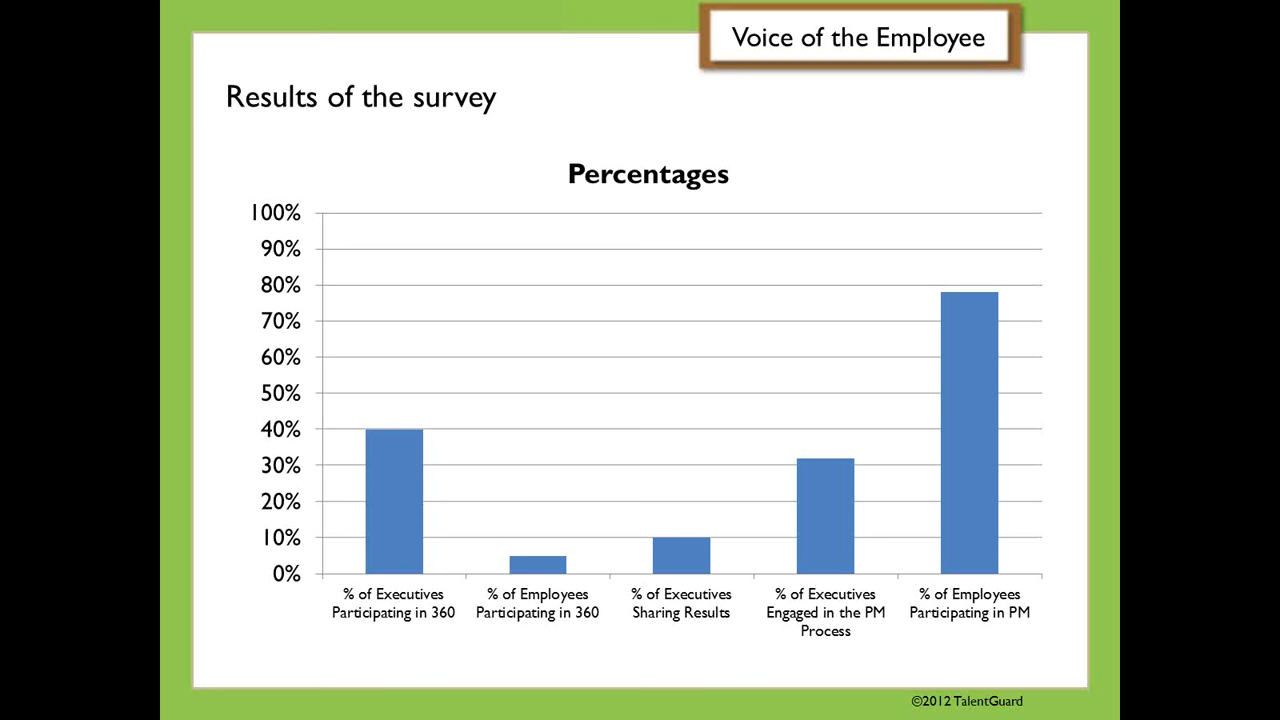 Voice of the Employee
Results of the survey
Percentages
100%
90%
80%
70%
60%
50%
40%
30%
20%
10%
0%
% of Executives
Participating in 360
% of Employees
Participating in 360
% of Executives
Sharing Results
% of Executives
Engaged in the PM
Process
% of Employees
Participating in PM
©2012 TalentGuard